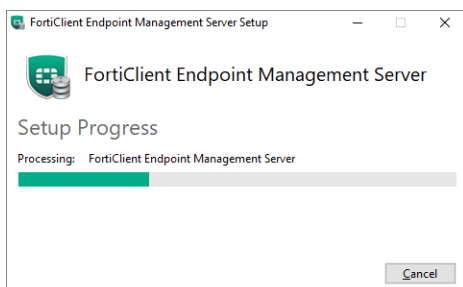 FortiClient Endpoint Management Server Setup
FortiClient Endpoint Management Server
Setup Progress
Processing: FortiClient Endpoint Management Server
Cancel